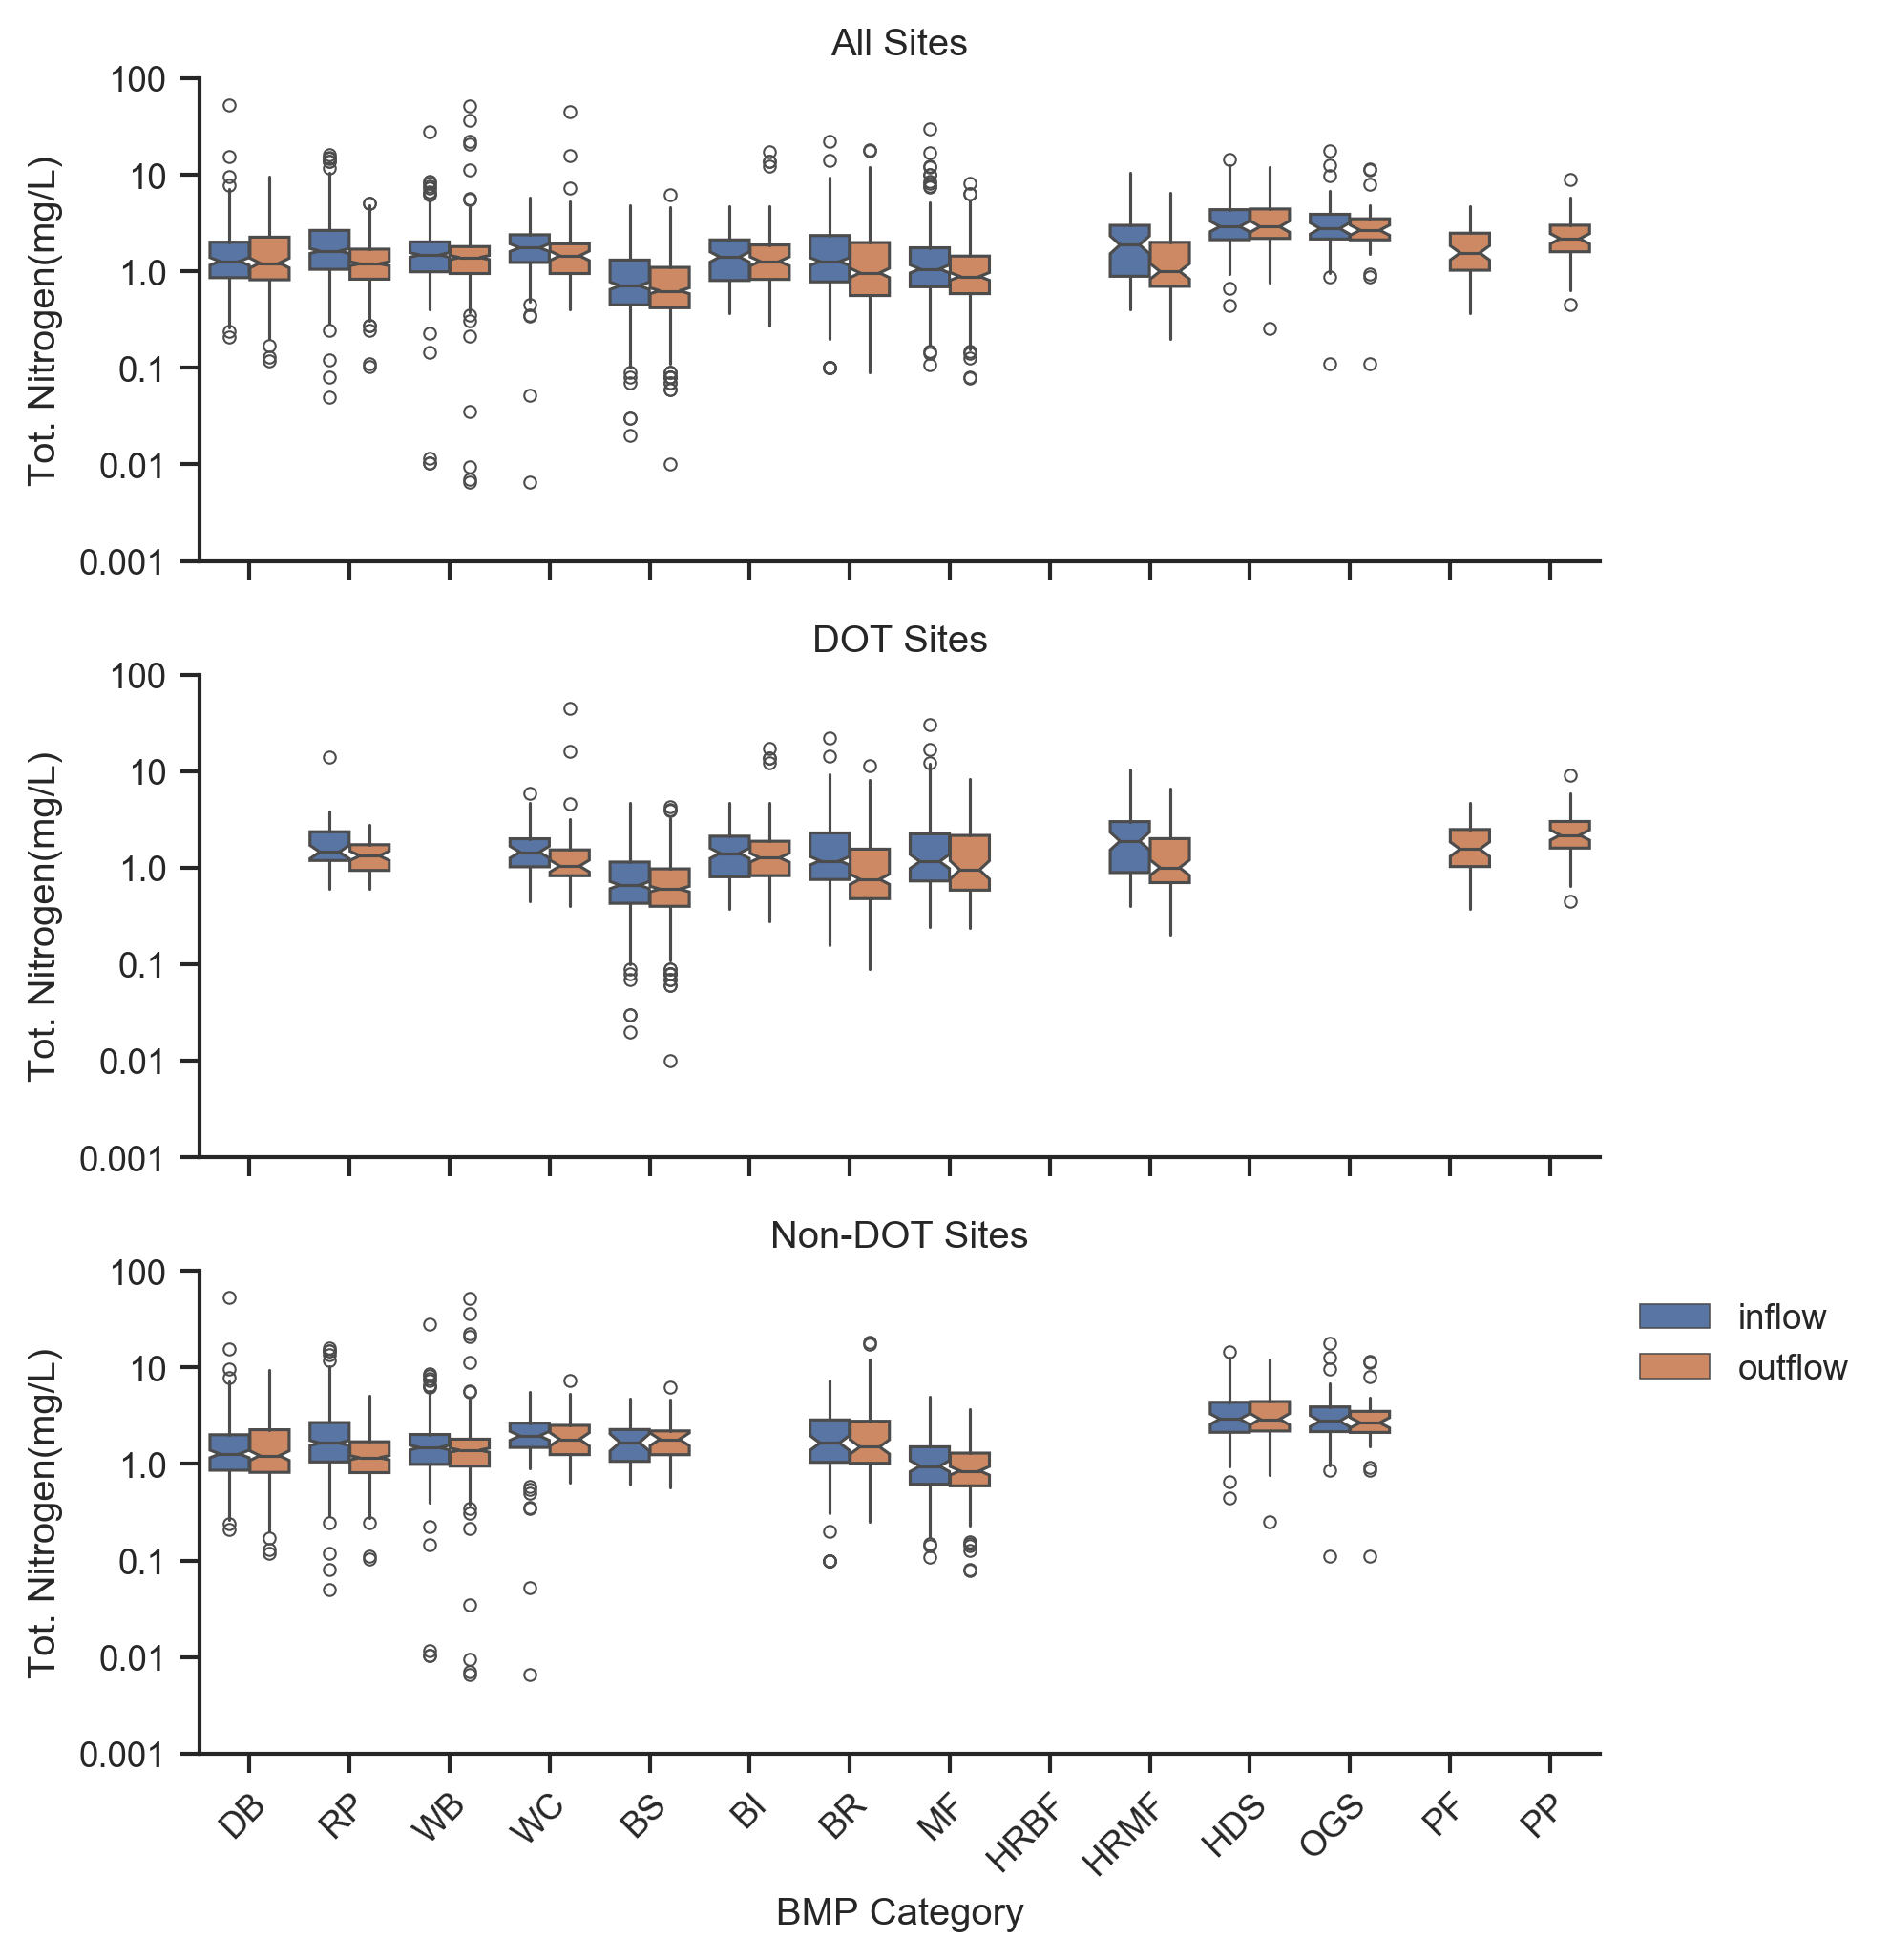 All Sites
100
10
1.0
0.1
0.01
0.001
Tot. Nitrogen(mg/L)
DOT Sites
100
10
1.0
0.1
0.01
0.001
Tot. Nitrogen(mg/L)
Non-DOT Sites
100
10
1.0
0.1
0.01
0.001
Tot. Nitrogen(mg/L)
inflow
outflow
DB
RP
WB
WC
BS
BI
BR
MF
HRBF
HRMF
HDS
OGS
PF
PP
BMP Category